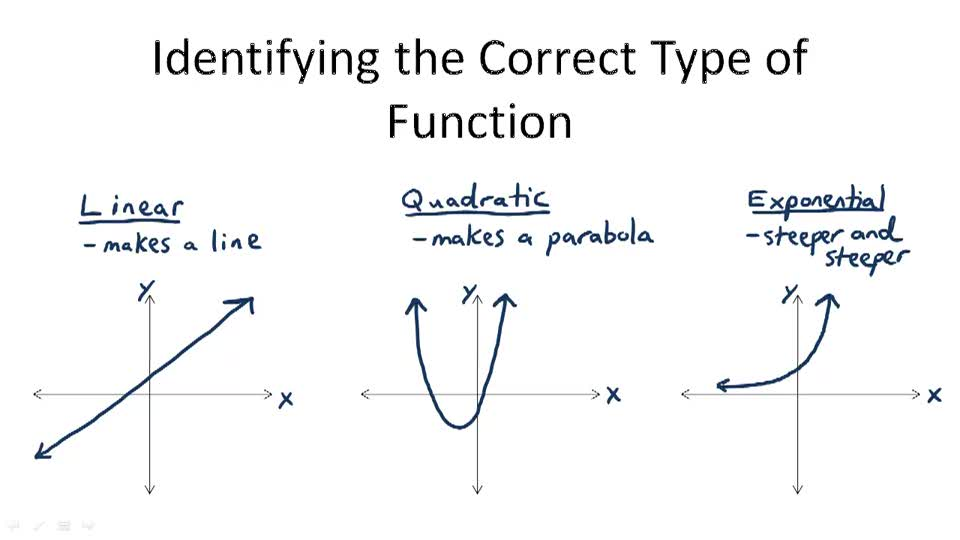 Identifying the Correct Type of
Function
Linear
- makes a line
Quadratic
- makes a parabola
Exponential
- steeper and
steeper
y
x
y
x
y
x